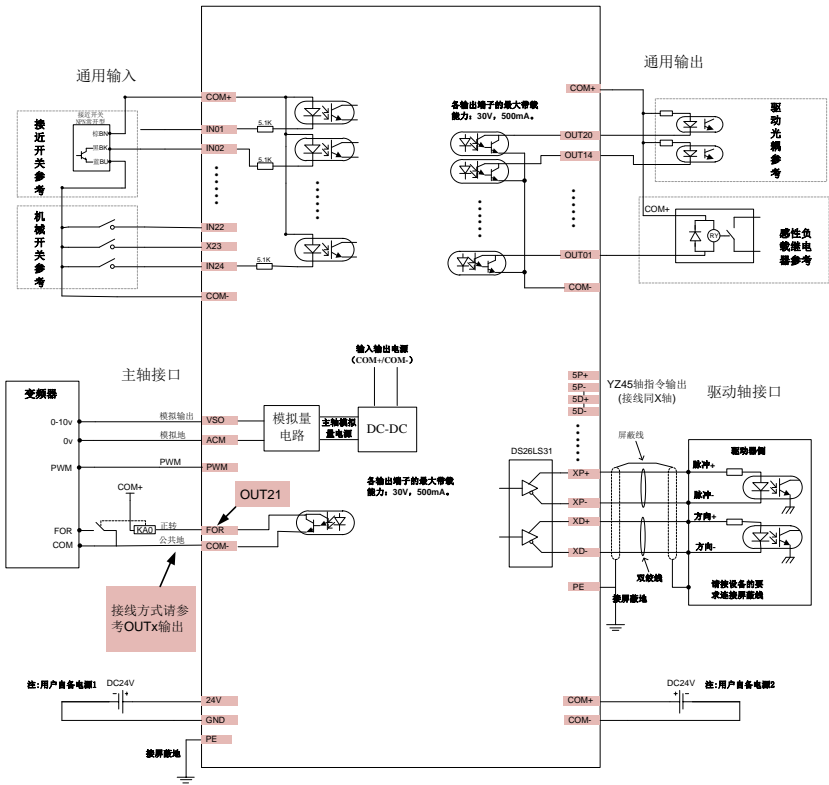 通用输入
COM+
接近开关
NPN常开型
棕BN
黑BK
蓝BU
接近开关参考
IN01
5.1K
IN02
5.1K
机械开关参考
IN22
X23
IN24
5.1K
COM-
通用输出
各输出端子的最大带载
能力：30V，500mA。
COM+
OUT20
OUT14
驱动光耦参考
COM+
RY
感性负
载继电
器参考
OUT01
COM-
输入输出电源
（COM+/COM-）
主轴接口
变频器
0-10v
模拟输出
VSO
模拟量
电路
主轴模拟
量电源
DC-DC
0v
模拟地
ACM
PWM
PWM
PWM
COM+
OUT21
各输出端子的最大带载
能力：30V，500mA。
FOR
KA0
正转
FOR
COM
公共地
COM-
接线方式请参
考OUTx输出
5P+
5P-
5D+
5D-
YZ45轴指令输出
(接线同X轴)
驱动轴接口
屏蔽线
DS26LS31
驱动器侧
XP+
脉冲+
XP-
脉冲-
XD+
方向+
XD-
方向-
双绞线
PE
接屏蔽地
请按设备的要
求连接屏蔽线
注:用户自备电源1
DC24V
24V
GND
PE
接屏蔽地
DC24V
注:用户自备电源2
COM+
COM-